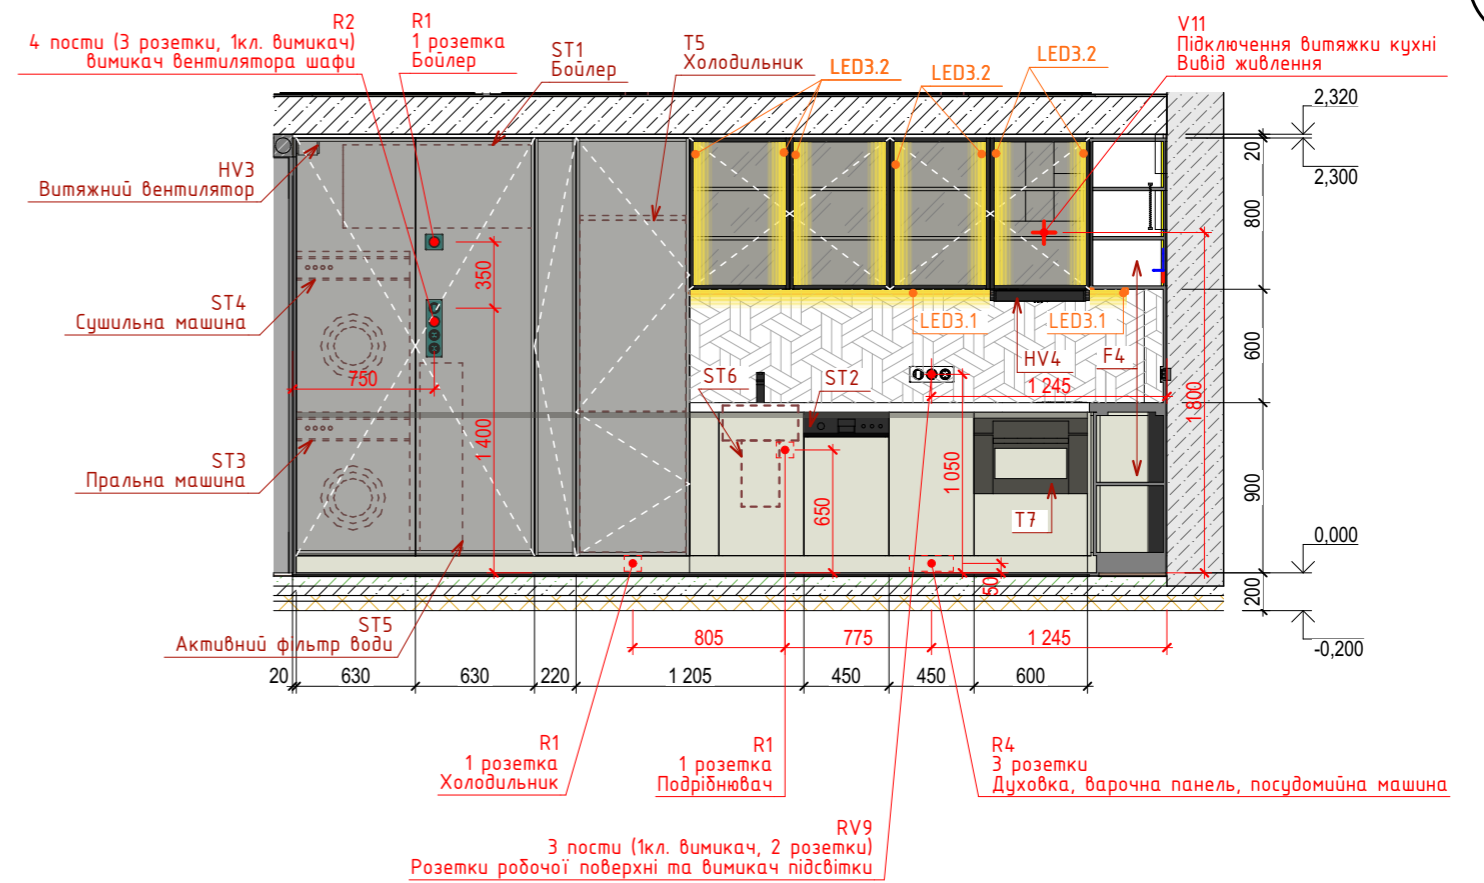 R2
4 пости (3 розетки, 1кл. вимикач)
вимикач вентилятора шафи
R1
1 розетка
Бойлер
ST1
Бойлер
T5
Холодильник
LED3.2
LED3.2
LED3.2
V11
Підключення витяжки кухні
Вивід живлення
2,320
20
2,300
HV3
Витяжний вентилятор
800
350
ST4
Сушильна машина
LED3.1
LED3.1
600
HV4
F4
750
ST6
ST2
1 245
1 800
1 400
ST3
Пральна машина
1 050
650
900
T7
0,000
50
200
-0,200
ST5
Активний фільтр води
805
775
1 245
20
630
630
220
1 205
450
450
600
R1
1 розетка
Холодильник
R1
1 розетка
Подрібнювач
R4
3 розетки
Духовка, варочна панель, посудомийна машина
RV9
3 пости (1кл. вимикач, 2 розетки)
Розетки робочої поверхні та вимикач підсвітки